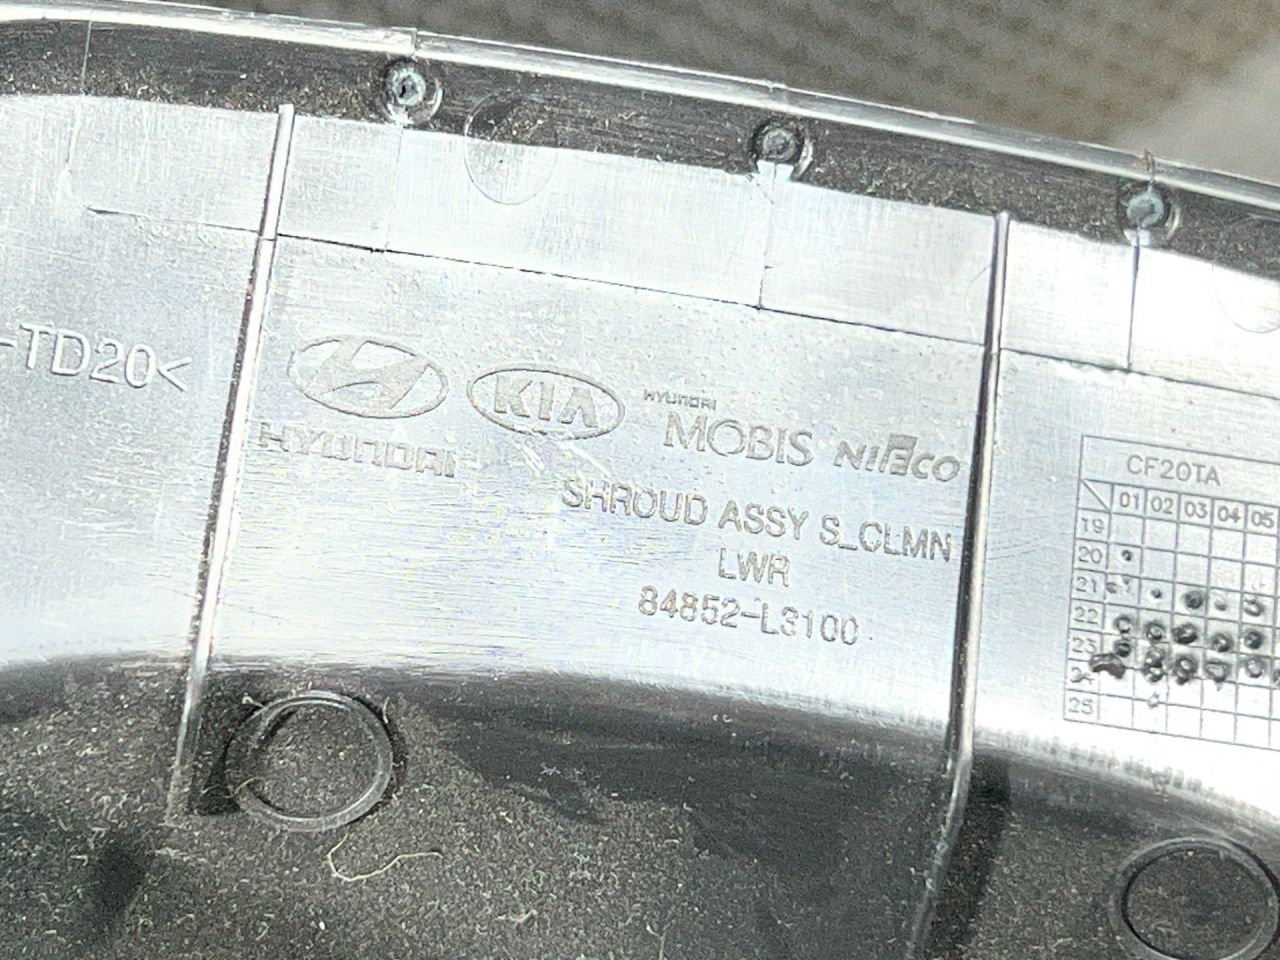 -TD20<
HYUNDAI
KIA
HYUNDAI
MOBIS
NIFCO
SHROUD ASSY S_CLMN
LWR
84852-L3100
CF20TA
01 02 03 04 05
19
20
21
22
23
24
25